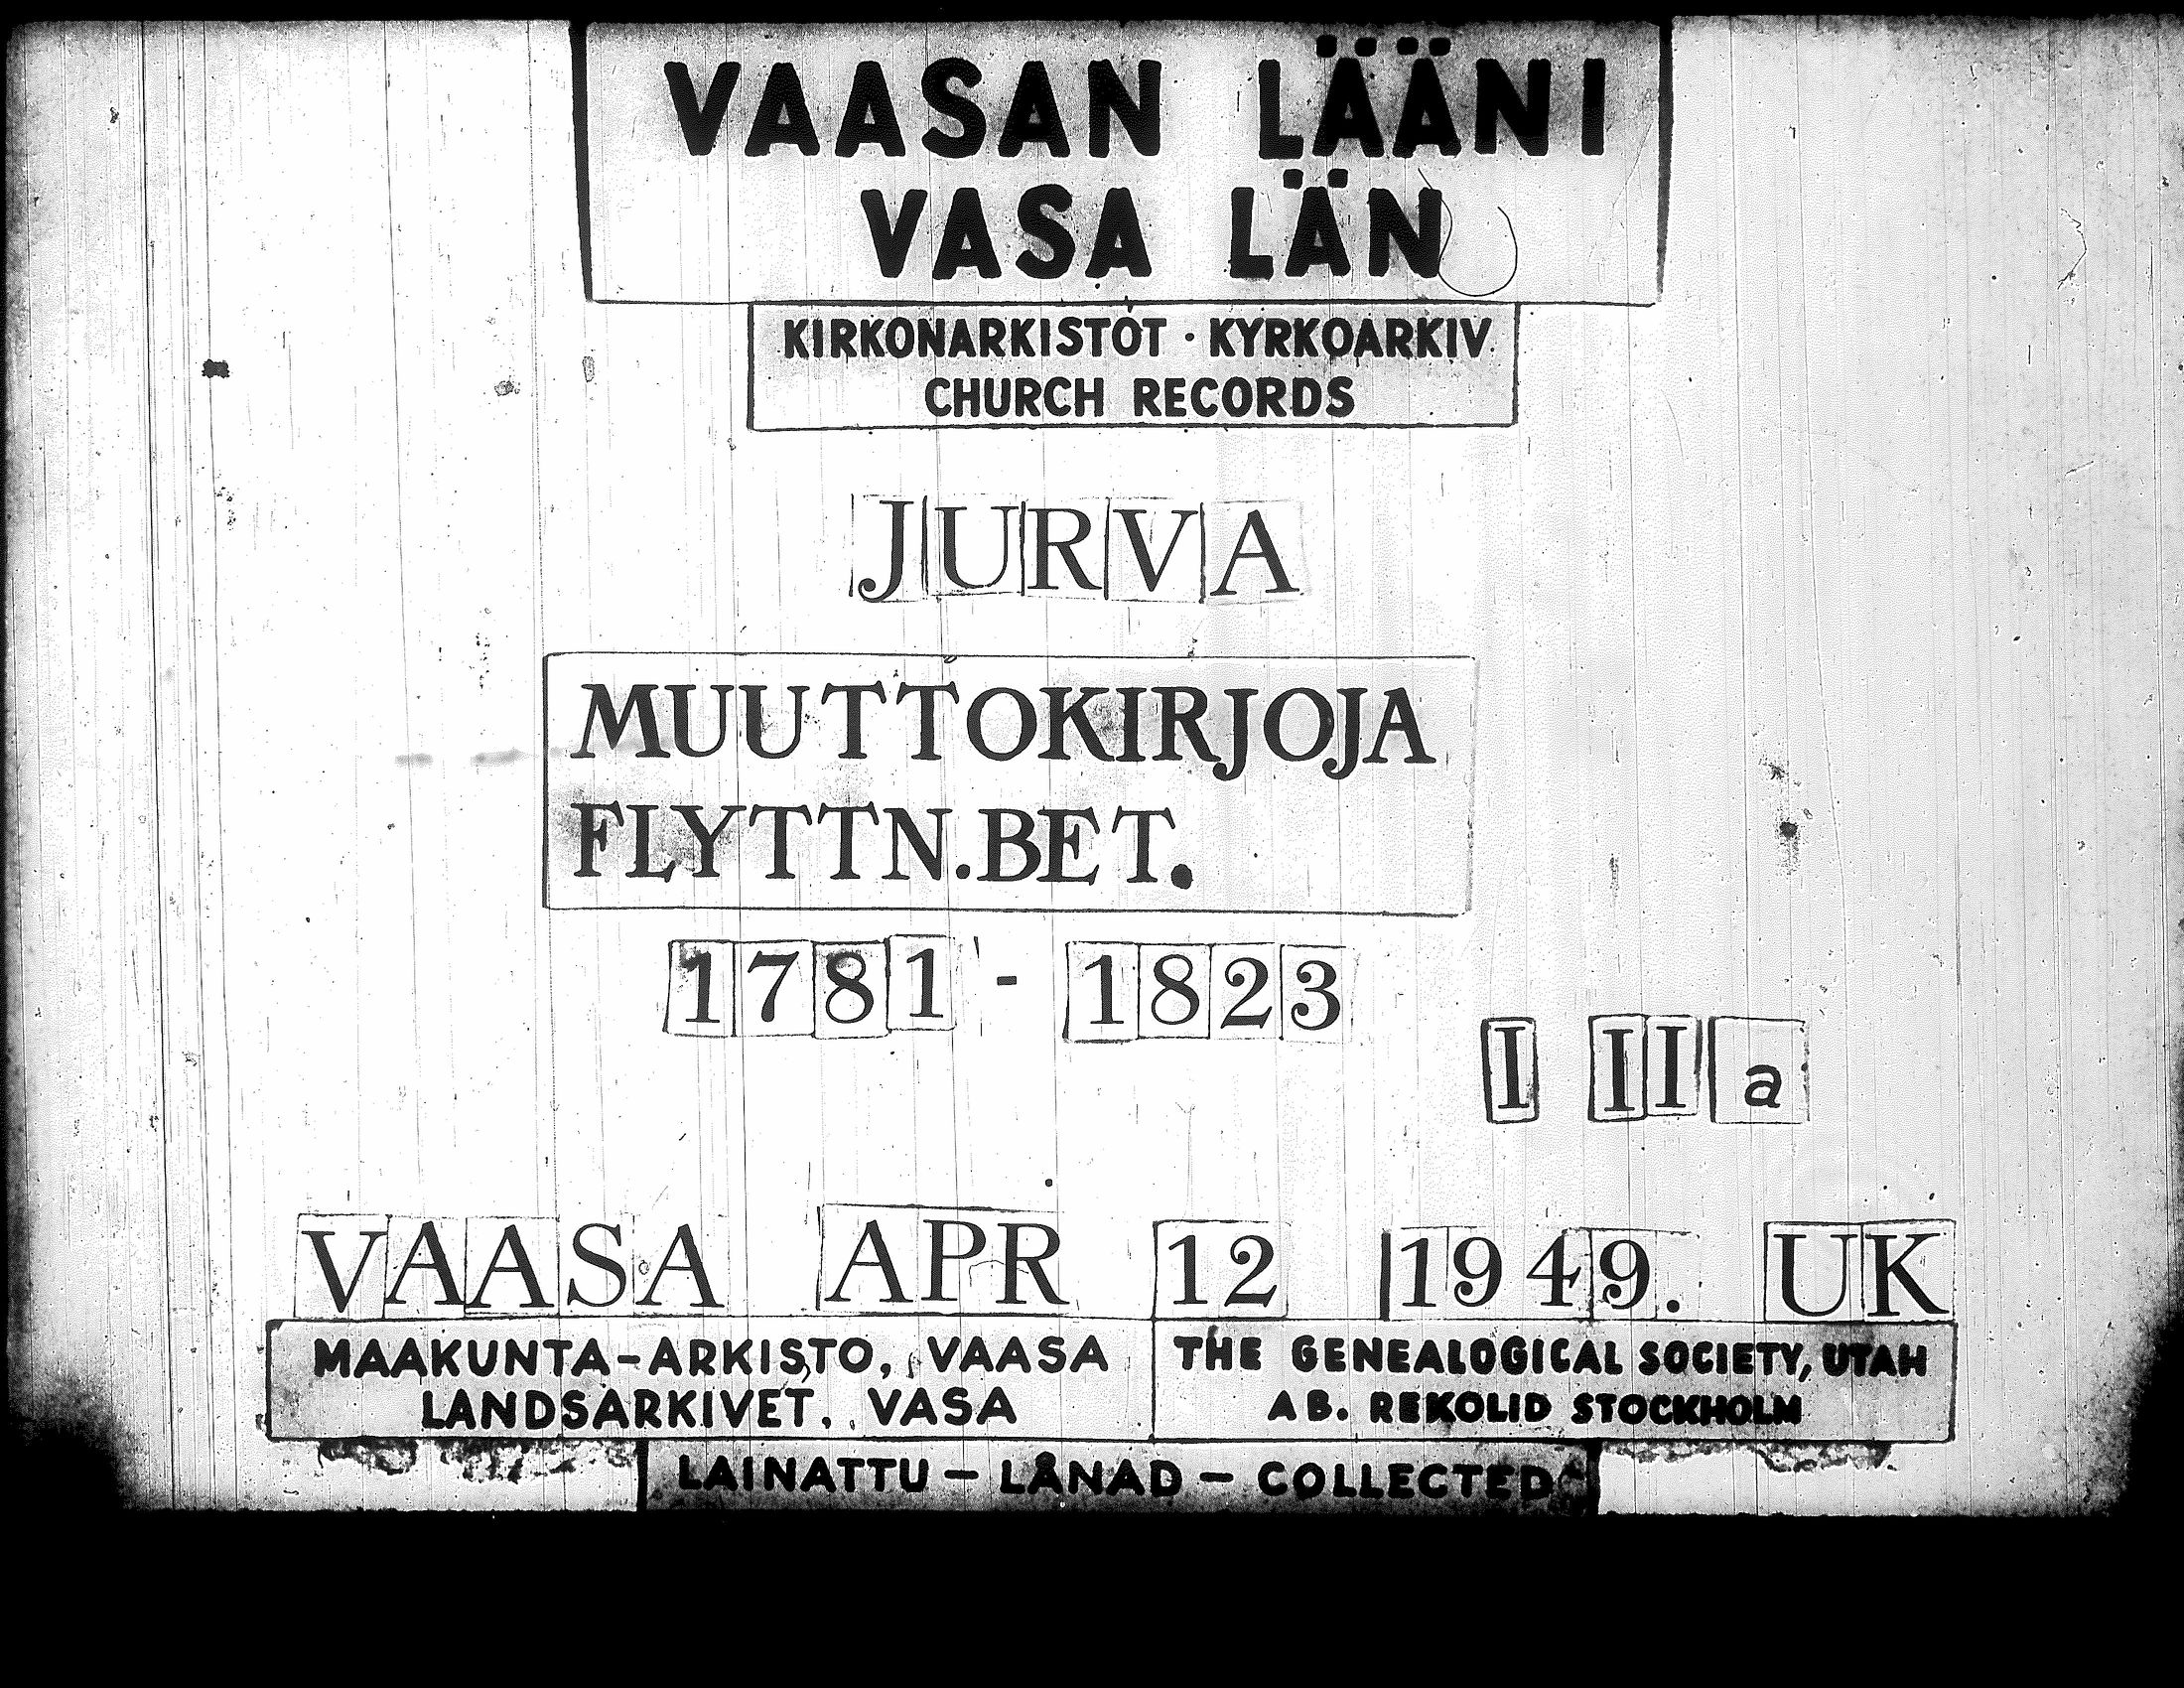 VAASAN LÄÄNI
VASA LÄN
KIRKONARKISTOT · KYRKOARKIV
CHURCH RECORDS
JURVA
MUUTTOKIRJOJA
FLYTTN.BET.
1781 - 1823
I II a
VAASA APR 12 1949. UK
MAAKUNTA-ARKISTO, VAASA
LANDSARKIVET, VASA
THE GENEALOGICAL SOCIETY, UTAH
AB. REKOLID STOCKHOLM
LAINATTU - LÅNAD - COLLECTED